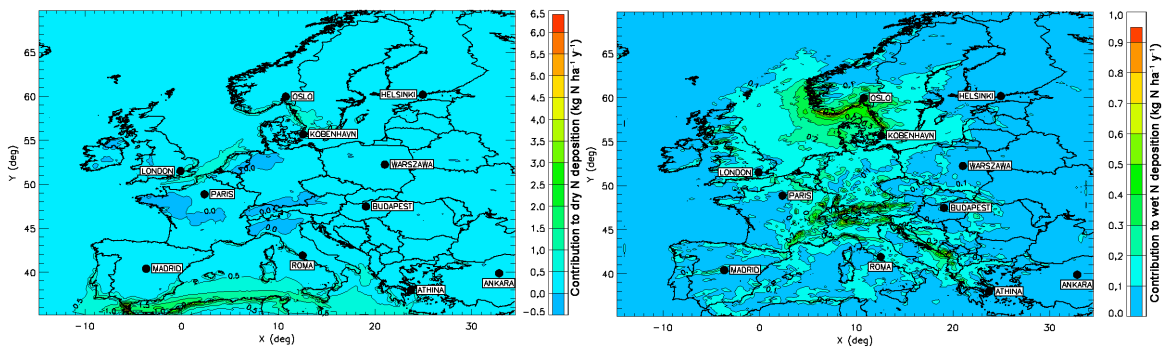 70
65
60
55
50
45
40
−10
0
10
20
30
X (deg)
Y (deg)
OSLO
HELSINKI
KOBENHAVN
LONDON
WARSZAWA
PARIS
BUDAPEST
MADRID
ROMA
ANKARA
ATHINA
6.5
6.0
5.5
5.0
4.5
4.0
3.5
3.0
2.5
2.0
1.5
1.0
0.5
0.0
−0.5
Contribution to dry N deposition (kg N ha⁻¹ y⁻¹)
70
65
60
55
50
45
40
−10
0
10
20
30
X (deg)
Y (deg)
OSLO
HELSINKI
KOBENHAVN
LONDON
WARSZAWA
PARIS
BUDAPEST
MADRID
ROMA
ANKARA
ATHINA
1.0
0.9
0.8
0.7
0.6
0.5
0.4
0.3
0.2
0.1
0.0
Contribution to wet N deposition (kg N ha⁻¹ y⁻¹)